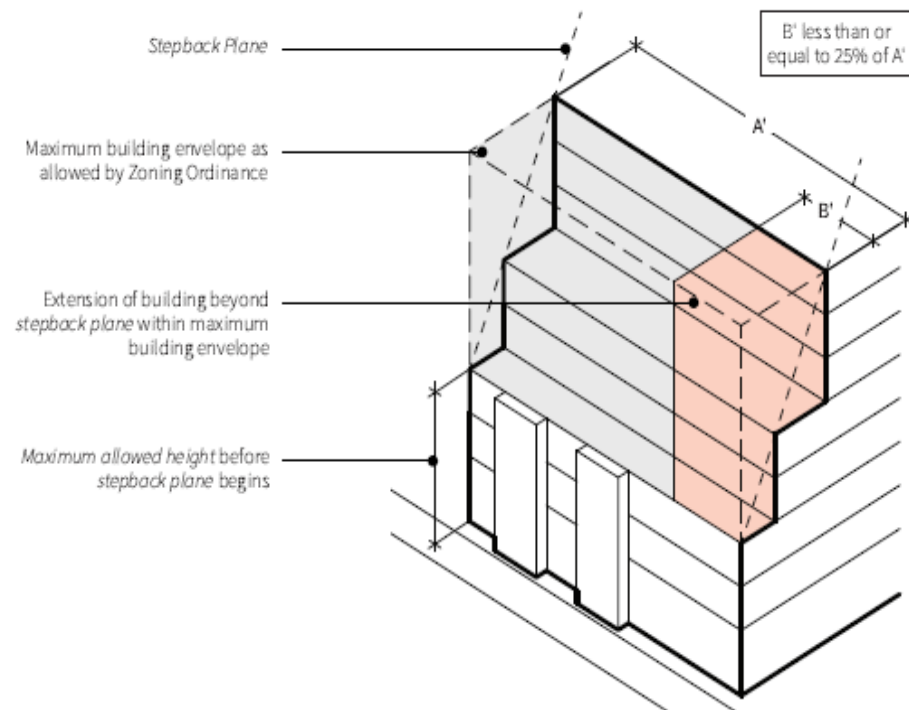 Stepback Plane
B' less than or
equal to 25% of A'
A'
Maximum building envelope as
allowed by Zoning Ordinance
B'
Extension of building beyond
stepback plane within maximum
building envelope
Maximum allowed height before
stepback plane begins